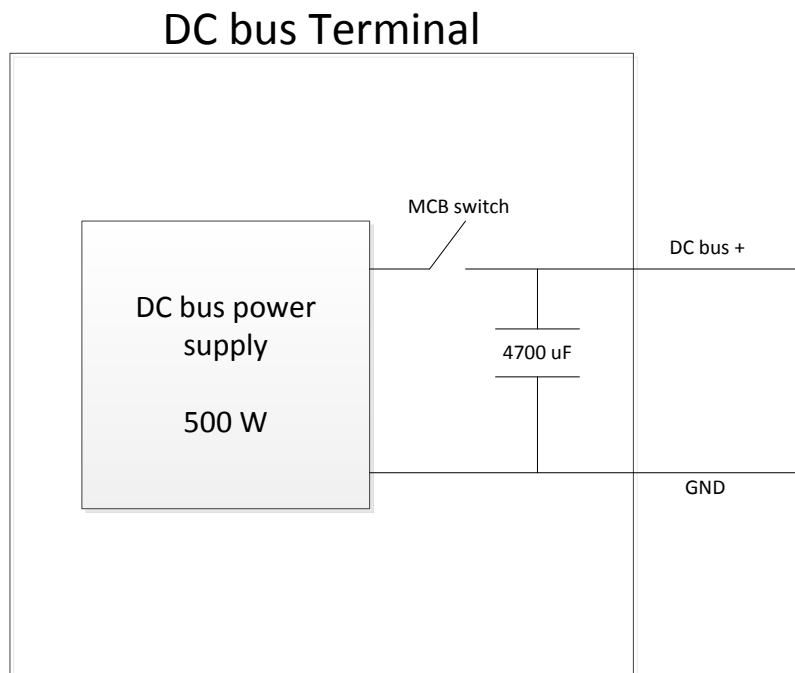 DC bus Terminal
MCB switch
DC bus +
DC bus power
supply
4700 uF
500 W
GND